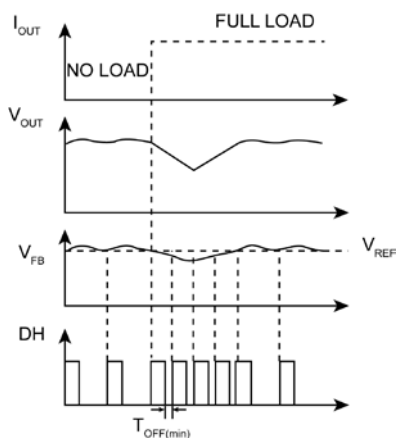 I_OUT
FULL LOAD
NO LOAD
V_OUT
V_FB
V_REF
DH
T_OFF(min)